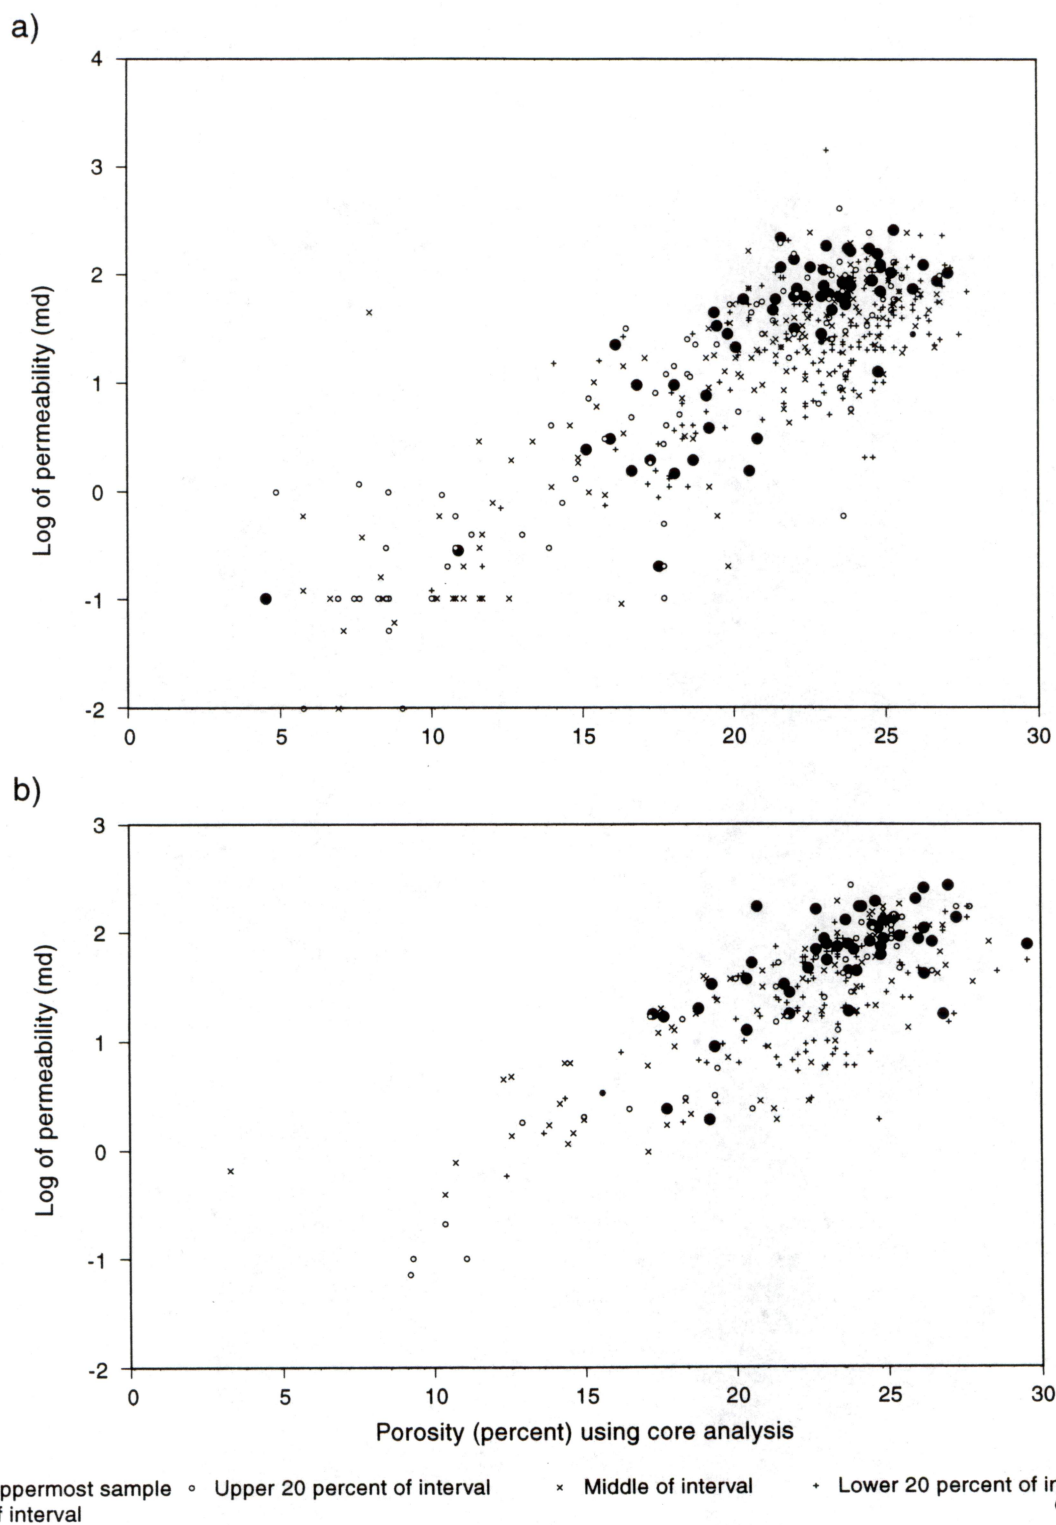 a)
4
3
2
1
0
-1
-2
Log of permeability (md)
0 5 10 15 20 25 30
b)
3
2
1
0
-1
-2
Log of permeability (md)
0 5 10 15 20 25 30
Porosity (percent) using core analysis
ppermost sample Upper 20 percent of interval Middle of interval Lower 20 percent of
interval